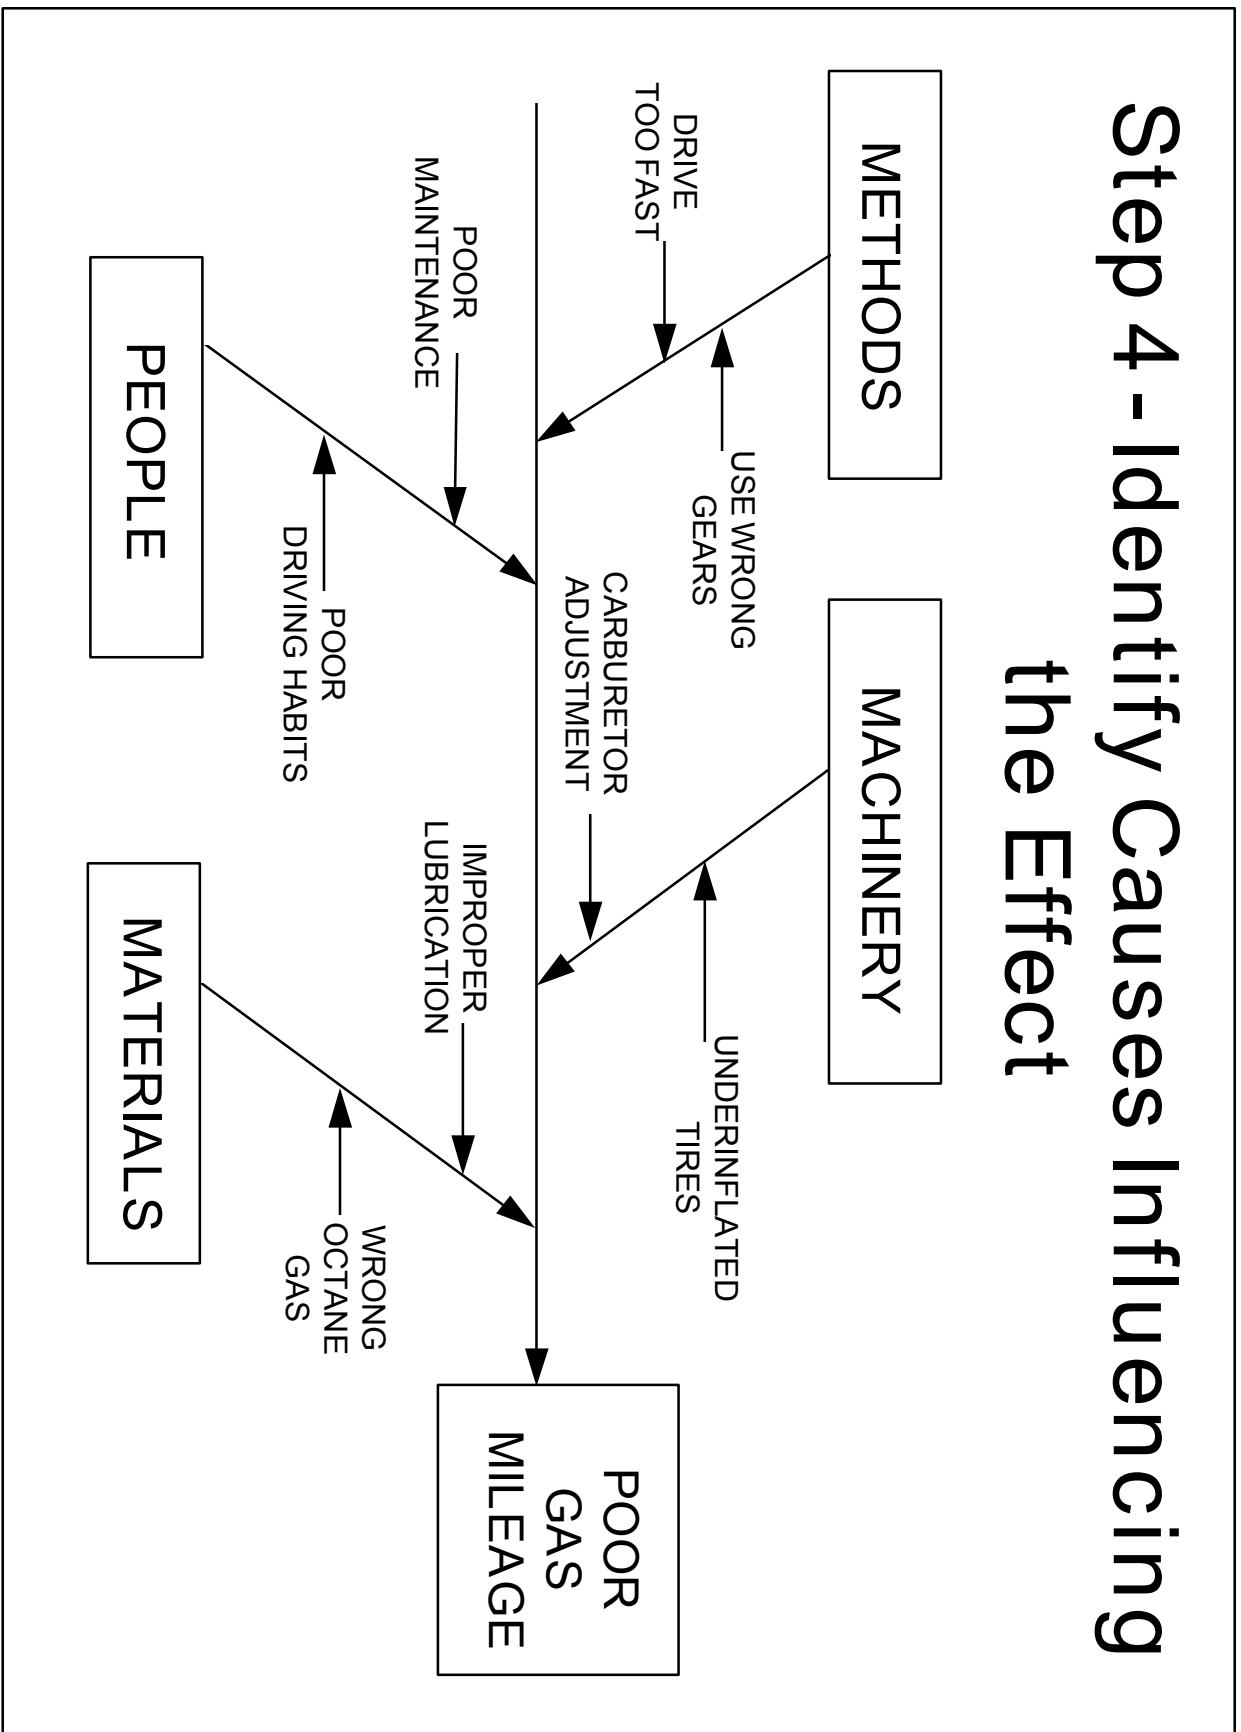 Step 4 - Identify Causes Influencing
the Effect
METHODS
MACHINERY
DRIVE
TOO FAST
USE WRONG
GEARS
CARBURETOR
ADJUSTMENT
UNDERINFLATED
TIRES
POOR
GAS
MILEAGE
POOR
MAINTENANCE
POOR
DRIVING HABITS
IMPROPER
LUBRICATION
WRONG
OCTANE
GAS
PEOPLE
MATERIALS